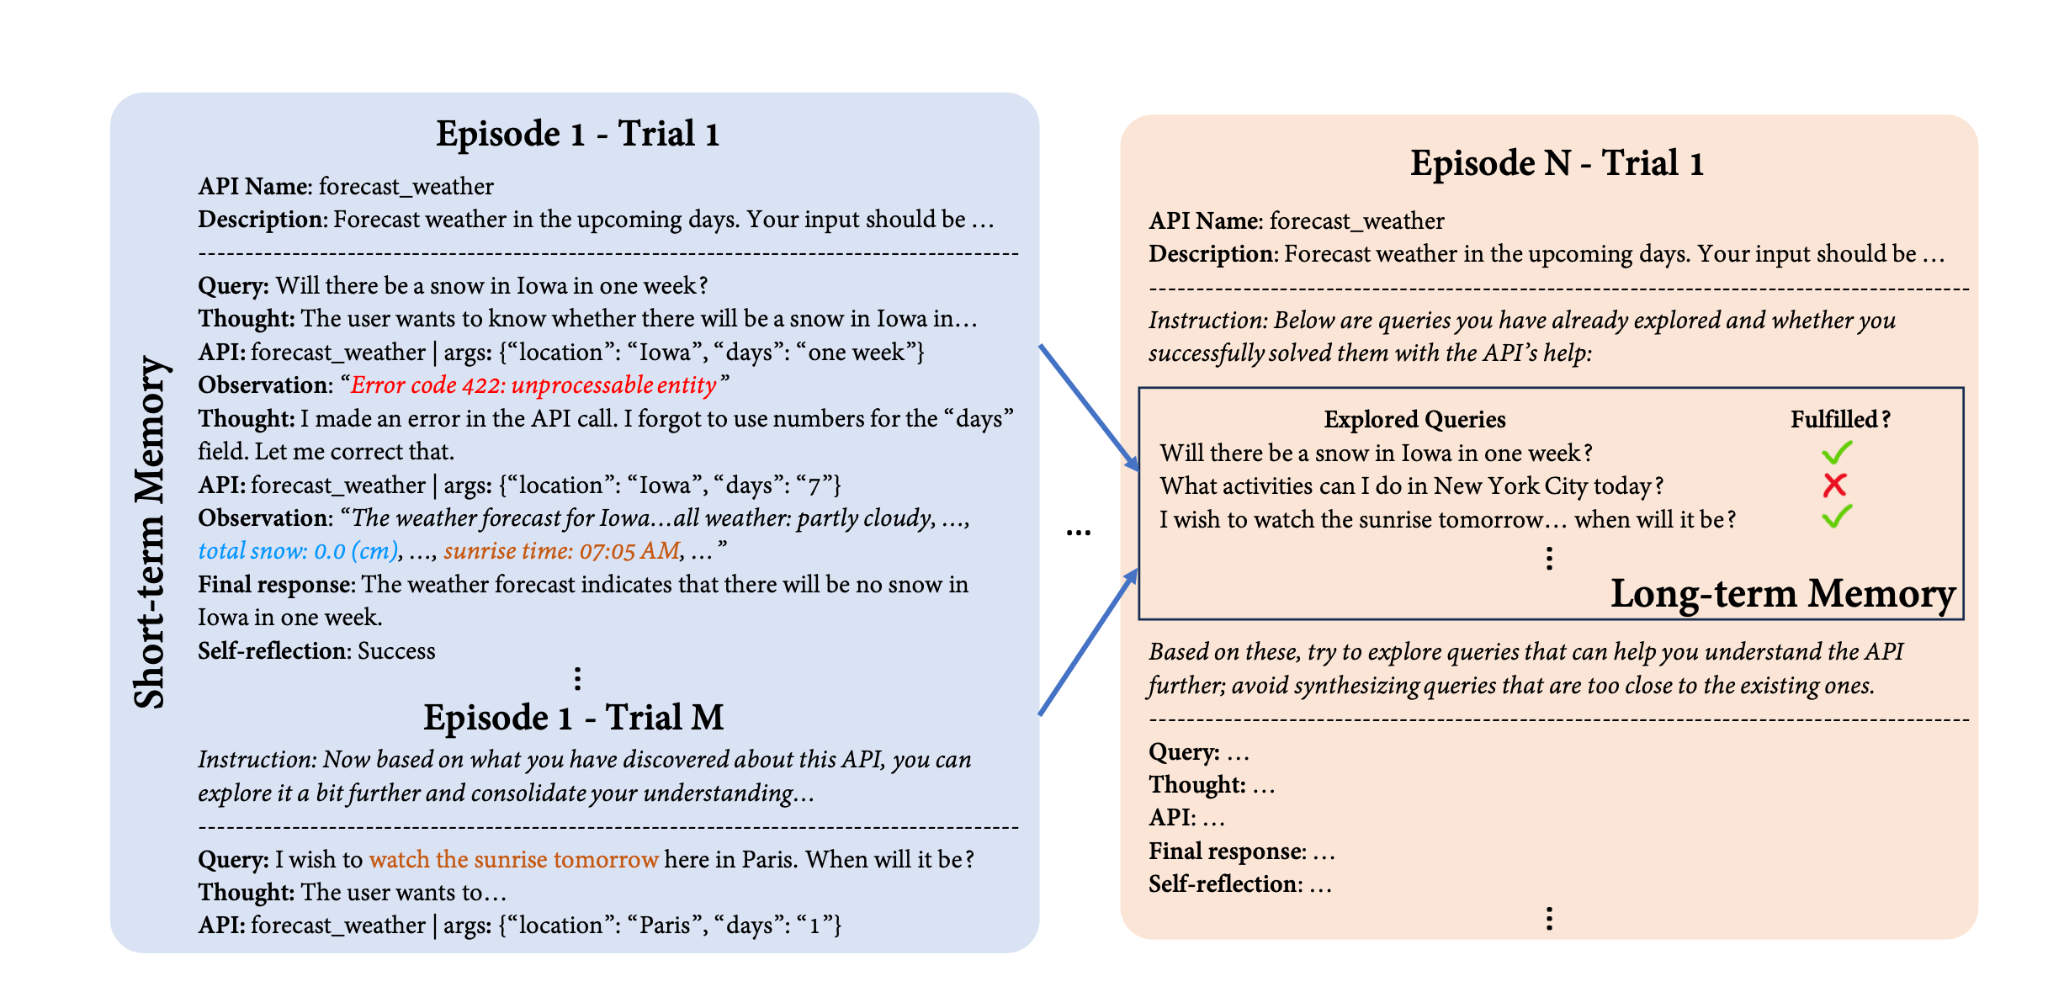 Short-term Memory
Episode 1 - Trial 1
API Name: forecast_weather
Description: Forecast weather in the upcoming days. Your input should be …
Query: Will there be a snow in Iowa in one week?
Thought: The user wants to know whether there will be a snow in Iowa in…
API: forecast_weather | args: {“location”: “Iowa”, “days”: “one week”}
Observation: “Error code 422: unprocessable entity”
Thought: I made an error in the API call. I forgot to use numbers for the “days”
field. Let me correct that.
API: forecast_weather | args: {“location”: “Iowa”, “days”: “7”}
Observation: “The weather forecast for Iowa…all weather: partly cloudy, …,
total snow: 0.0 (cm), …, sunrise time: 07:05 AM, …”
Final response: The weather forecast indicates that there will be no snow in
Iowa in one week.
Self-reflection: Success
⋮
Episode 1 - Trial M
Instruction: Now based on what you have discovered about this API, you can
explore it a bit further and consolidate your understanding…
Query: I wish to watch the sunrise tomorrow here in Paris. When will it be?
Thought: The user wants to…
API: forecast_weather | args: {“location”: “Paris”, “days”: “1”}
…
Episode N - Trial 1
API Name: forecast_weather
Description: Forecast weather in the upcoming days. Your input should be …
Instruction: Below are queries you have already explored and whether you
successfully solved them with the API’s help:
Explored Queries Fulfilled?
Will there be a snow in Iowa in one week? ✓
What activities can I do in New York City today? ✗
I wish to watch the sunrise tomorrow… when will it be? ✓
⋮
Long-term Memory
Based on these, try to explore queries that can help you understand the API
further; avoid synthesizing queries that are too close to the existing ones.
Query: …
Thought: …
API: …
Final response: …
Self-reflection: …
⋮